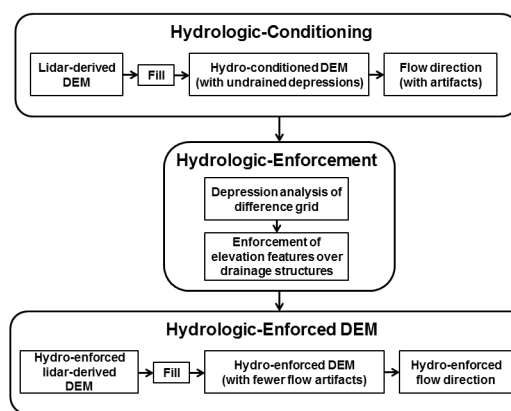 Hydrologic-Conditioning
Lidar-derived
DEM
Fill
Hydro-conditioned DEM
(with undrained depressions)
Flow direction
(with artifacts)
Hydrologic-Enforcement
Depression analysis of
difference grid
Enforcement of
elevation features over
drainage structures
Hydrologic-Enforced DEM
Hydro-enforced
lidar-derived
DEM
Fill
Hydro-enforced DEM
(with fewer flow artifacts)
Hydro-enforced
flow direction